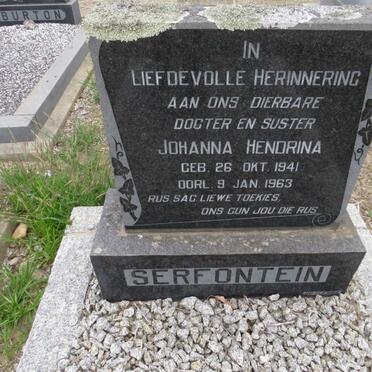 BURTON
IN
LIEFDEVOLLE HERINNERING
AAN ONS DIERBARE
DOGTER EN SUSTER
JOHANNA HENDRINA
GEB. 26 OKT. 1941
OORL. 9 JAN. 1963
RUS SAG LIEWE TOEKIES,
ONS GUN JOU DIE RUS
SERFONTEIN